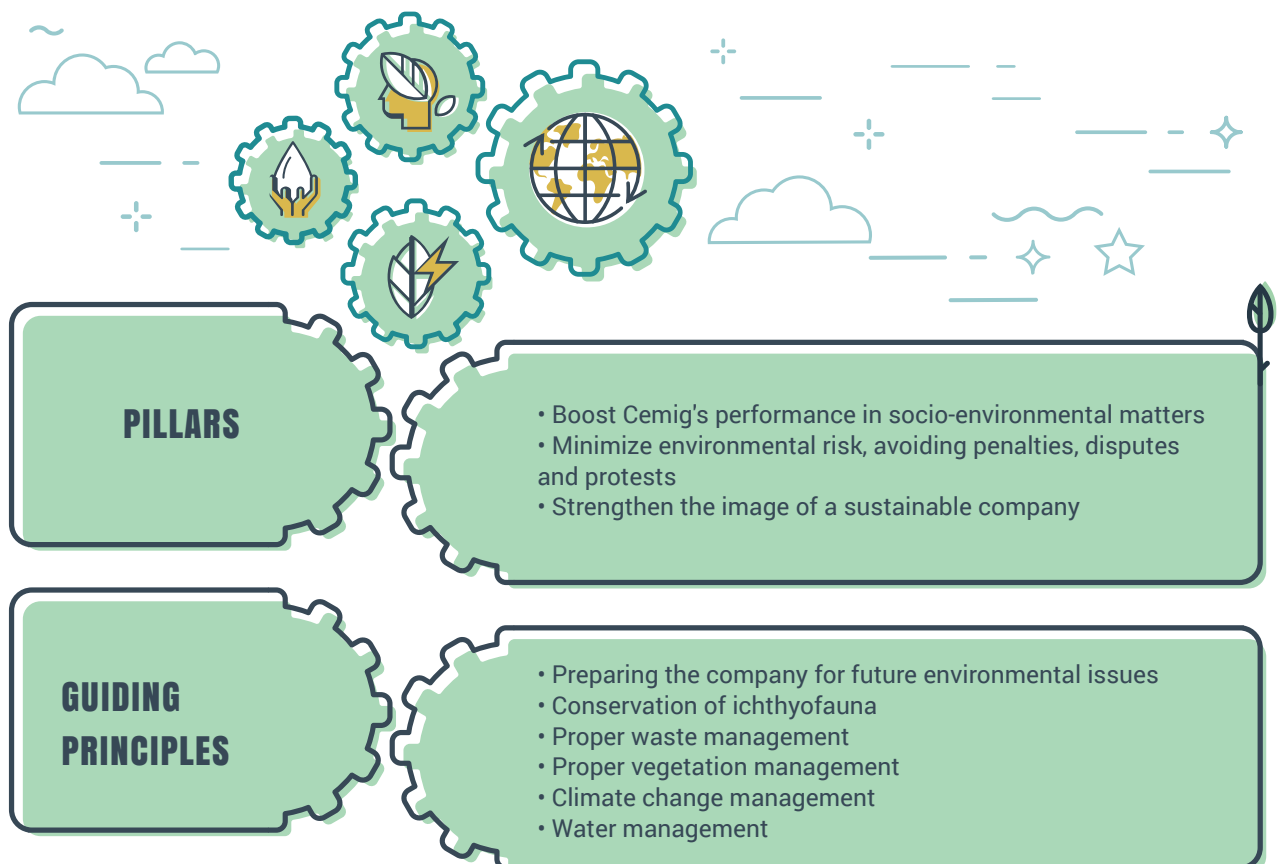 PILLARS
• Boost Cemig's performance in socio-environmental matters
• Minimize environmental risk, avoiding penalties, disputes
and protests
• Strengthen the image of a sustainable company
GUIDING
PRINCIPLES
• Preparing the company for future environmental issues
• Conservation of ichthyofauna
• Proper waste management
• Proper vegetation management
• Climate change management
• Water management